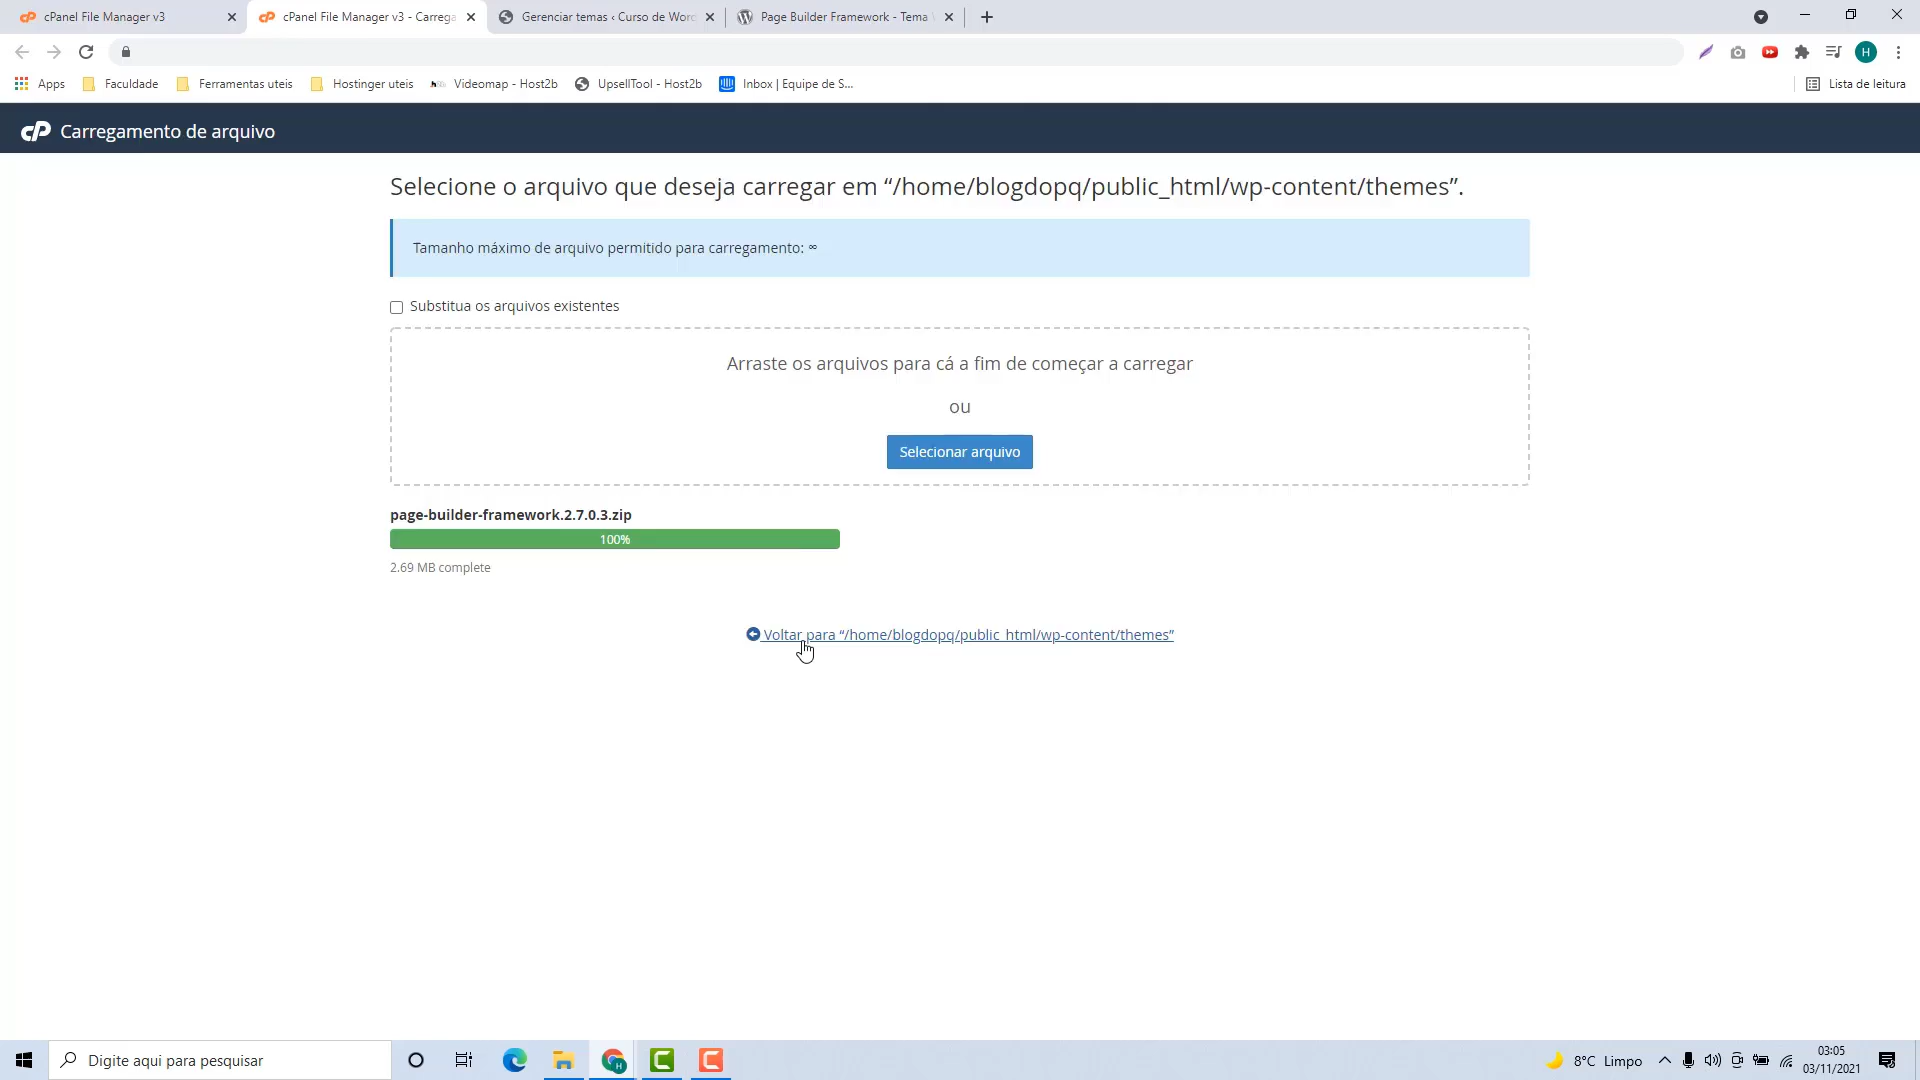 cPanel File Manager v3
cPanel File Manager v3 - Carrega
Gerenciar temas ‹ Curso de Word
Page Builder Framework - Tema
H
Apps
Faculdade
Ferramentas uteis
Hostinger uteis
Videomap - Host2b
UpsellTool - Host2b
Inbox | Equipe de S...
Lista de leitura
cP Carregamento de arquivo
Selecione o arquivo que deseja carregar em “/home/blogdopq/public_html/wp-content/themes”.
Tamanho máximo de arquivo permitido para carregamento: ∞
Substitua os arquivos existentes
Arraste os arquivos para cá a fim de começar a carregar
ou
Selecionar arquivo
page-builder-framework.2.7.0.3.zip
100%
2.69 MB complete
Voltar para “/home/blogdopq/public_html/wp-content/themes”
Digite aqui para pesquisar
8°C Limpo
03:05
03/11/2021